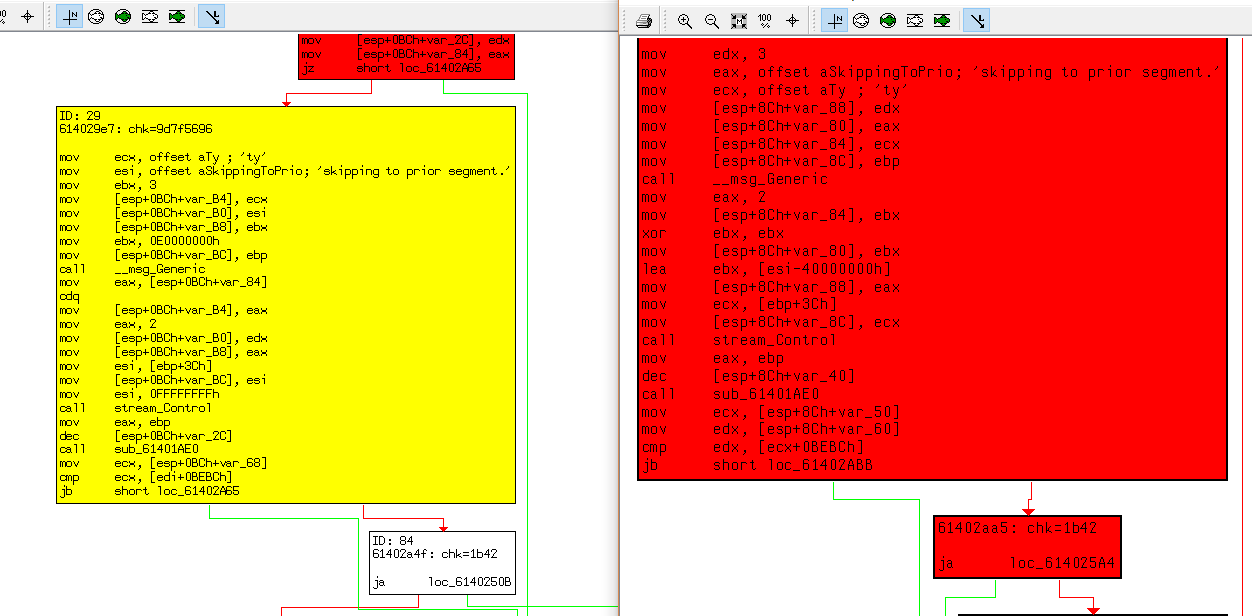 mov [esp+0BCh+var_2C], edx
mov [esp+0BCh+var_84], eax
jz short loc_61402A65
ID: 29
614029e7: chk=9d7f5696
mov ecx, offset aTy ; 'ty'
mov esi, offset aSkippingToPrio; 'skipping to prior segment.'
mov ebx, 3
mov [esp+0BCh+var_B4], ecx
mov [esp+0BCh+var_B0], esi
mov [esp+0BCh+var_B8], ebx
mov ebx, 0E0000000h
mov [esp+0BCh+var_BC], ebp
call __msg_Generic
mov eax, [esp+0BCh+var_84]
cdq
mov [esp+0BCh+var_B4], eax
mov eax, 2
mov [esp+0BCh+var_B0], edx
mov [esp+0BCh+var_B8], eax
mov esi, [ebp+3Ch]
mov [esp+0BCh+var_BC], esi
mov esi, 0FFFFFFFFh
call stream_Control
mov eax, ebp
dec [esp+0BCh+var_2C]
call sub_61401AE0
mov ecx, [esp+0BCh+var_68]
cmp ecx, [edi+0BEBCh]
jb short loc_61402A65
ID: 84
61402a4f: chk=1b42
ja loc_6140250B
100
%
mov edx, 3
mov eax, offset aSkippingToPrio; 'skipping to prior segment.'
mov ecx, offset aTy ; 'ty'
mov [esp+8Ch+var_88], edx
mov [esp+8Ch+var_80], eax
mov [esp+8Ch+var_84], ecx
mov [esp+8Ch+var_8C], ebp
call __msg_Generic
mov eax, 2
mov [esp+8Ch+var_84], ebx
xor ebx, ebx
mov [esp+8Ch+var_80], ebx
lea ebx, [esi-40000000h]
mov [esp+8Ch+var_88], eax
mov ecx, [ebp+3Ch]
mov [esp+8Ch+var_8C], ecx
call stream_Control
mov eax, ebp
dec [esp+8Ch+var_40]
call sub_61401AE0
mov ecx, [esp+8Ch+var_50]
mov edx, [esp+8Ch+var_60]
cmp edx, [ecx+0BEBCh]
jb short loc_61402ABB
61402aa5: chk=1b42
ja loc_614025A4